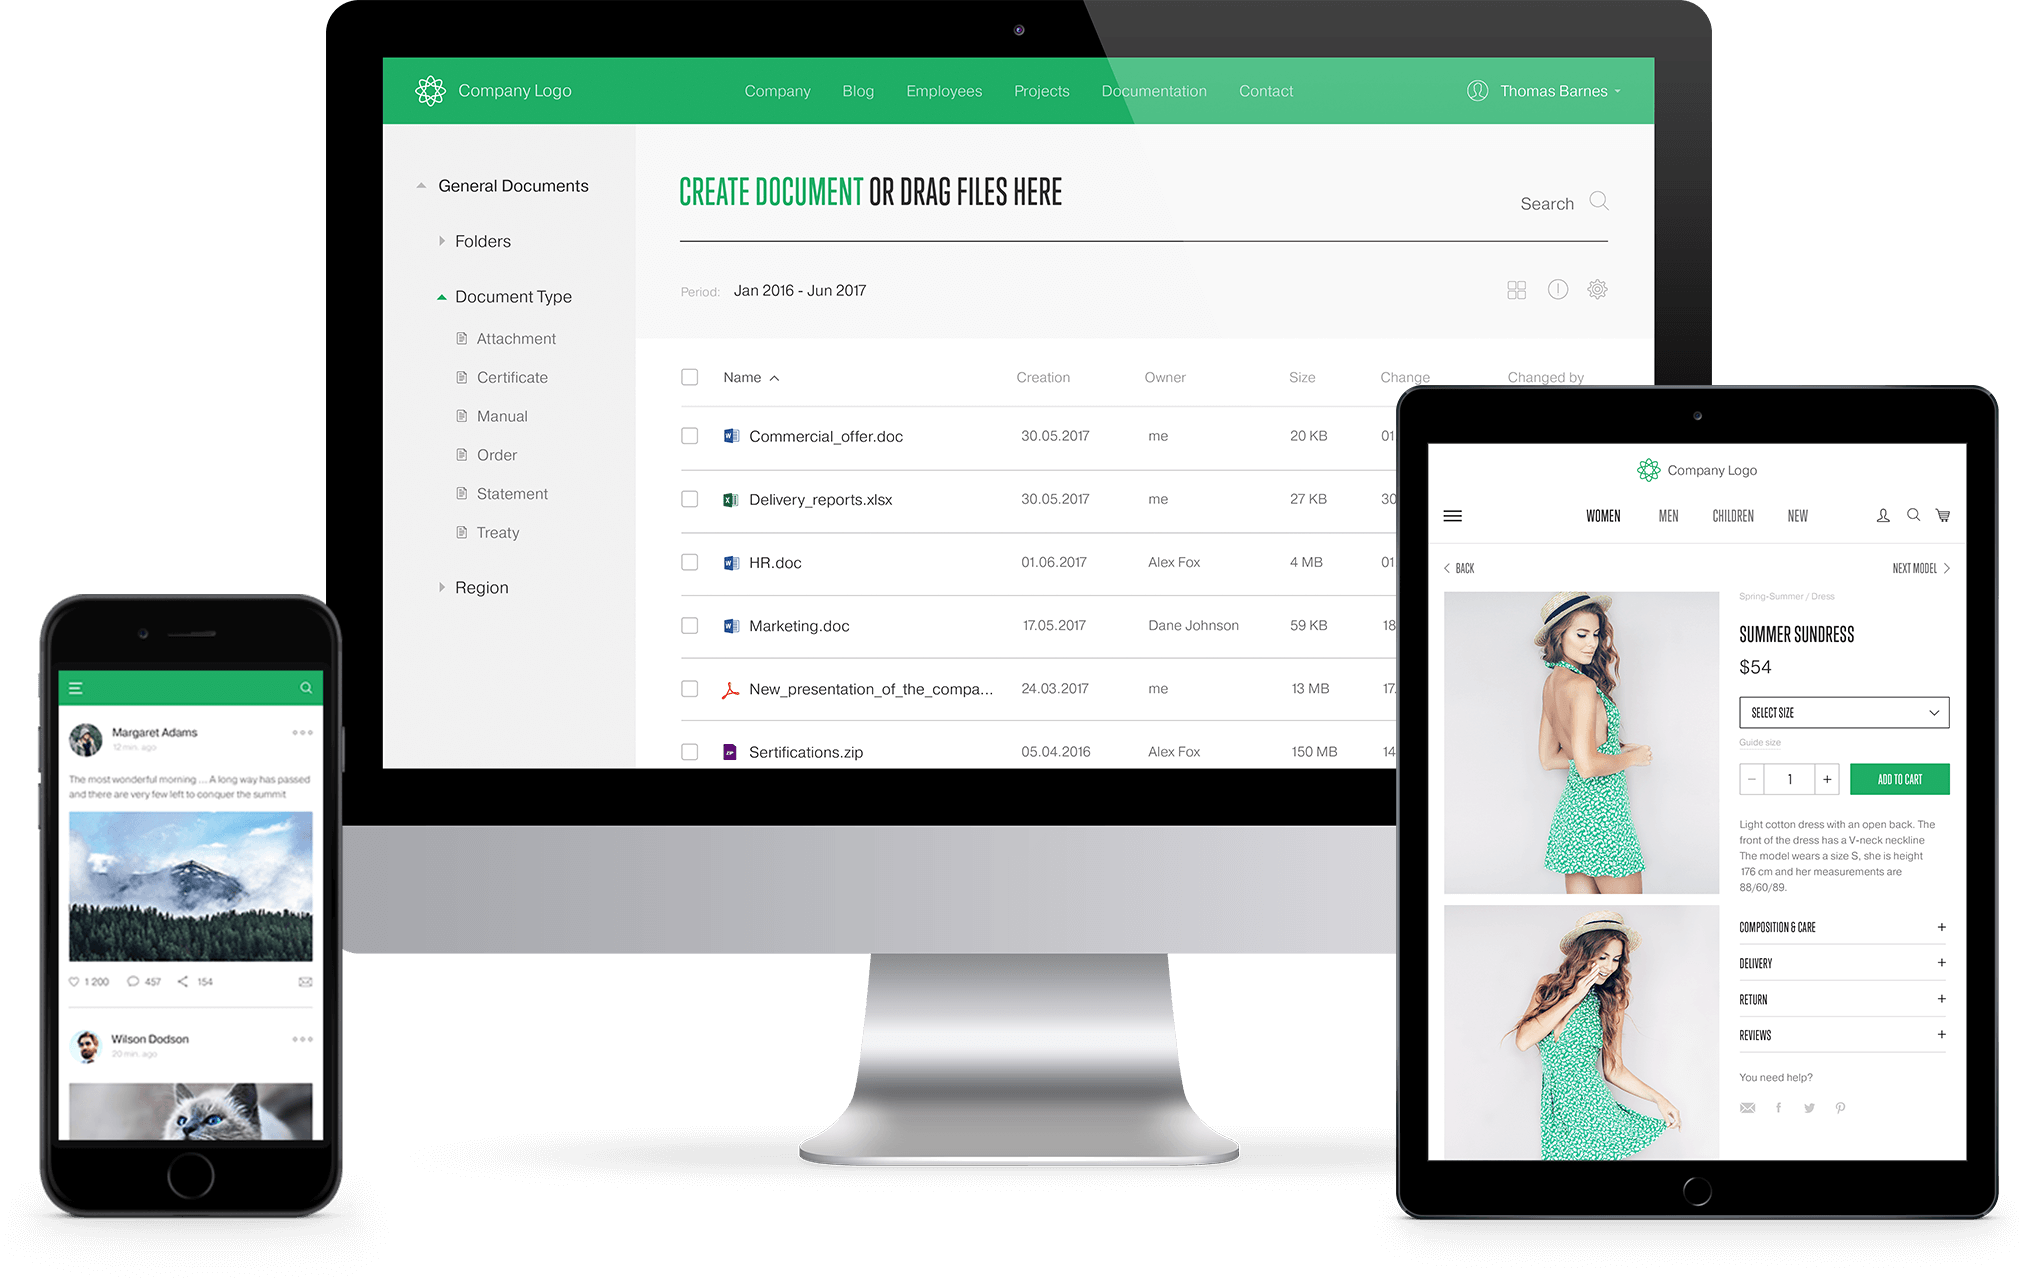 Company Logo
Company Blog Employees Projects Documentation Contact
Thomas Barnes
General Documents
Folders
Document Type
Attachment
Certificate
Manual
Order
Statement
Treaty
Region
CREATE DOCUMENT OR DRAG FILES HERE
Search
Period: Jan 2016 - Jun 2017
Name Creation Owner Size Change Changed by
Commercial_offer.doc 30.05.2017 me 20 KB 01
Delivery_reports.xlsx 30.05.2017 me 27 KB 30
HR.doc 01.06.2017 Alex Fox 4 MB 01
Marketing.doc 17.05.2017 Dane Johnson 59 KB 18
New_presentation_of_the_compa... 24.03.2017 me 13 MB 17.
Sertifications.zip 05.04.2016 Alex Fox 150 MB 14
Margaret Adams
12 min. ago
The most wonderful morning ... A long way has passed
and there are very few left to conquer the summit
1 200 457 154
Wilson Dodson
20 min. ago
Company Logo
WOMEN MEN CHILDREN NEW
BACK
NEXT MODEL
Spring-Summer / Dress
SUMMER SUNDRESS
$54
SELECT SIZE
Guide size
− 1 +
ADD TO CART
Light cotton dress with an open back. The
front of the dress has a V-neck neckline
The model wears a size S, she is height
176 cm and her measurements are
88/60/89.
COMPOSITION & CARE +
DELIVERY +
RETURN +
REVIEWS +
You need help?